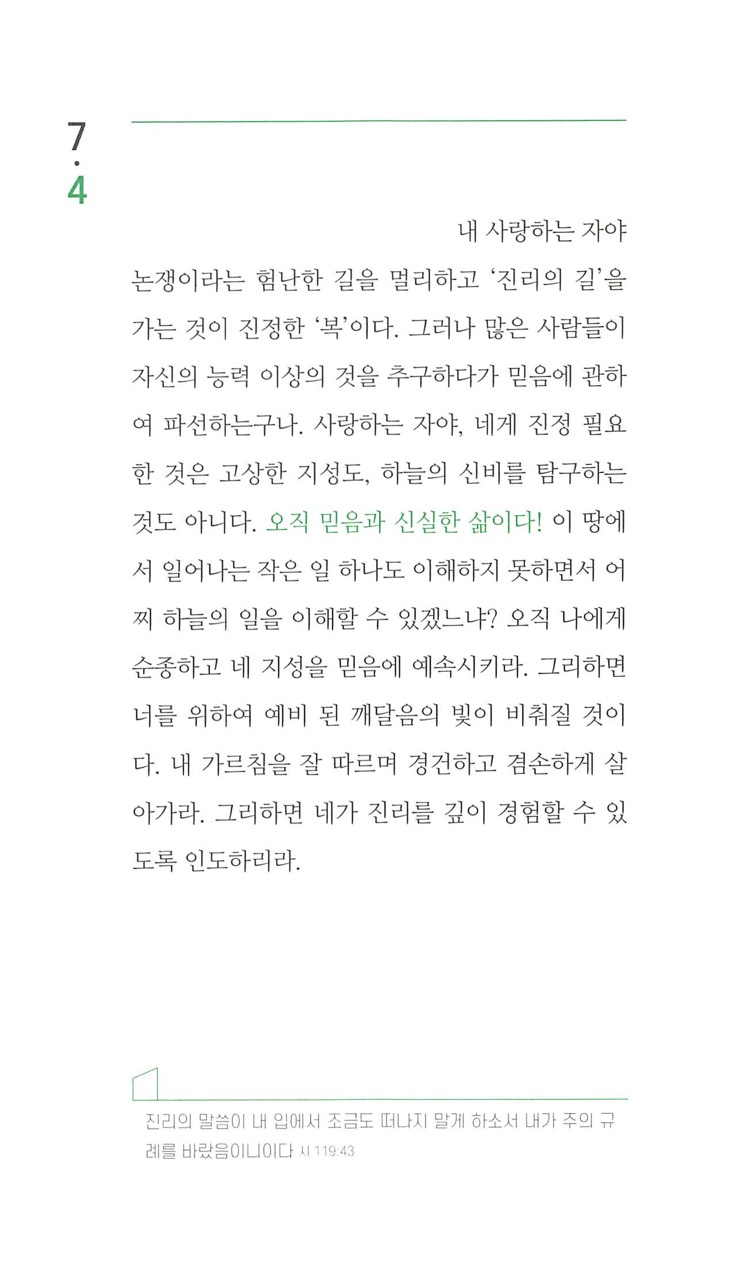 7
·
4
내 사랑하는 자야
논쟁이라는 험난한 길을 멀리하고 ‘진리의 길’을
가는 것이 진정한 ‘복’이다. 그러나 많은 사람들이
자신의 능력 이상의 것을 추구하다가 믿음에 관하
여 파선하는구나. 사랑하는 자야, 네게 진정 필요
한 것은 고상한 지성도, 하늘의 신비를 탐구하는
것도 아니다. 오직 믿음과 신실한 삶이다! 이 땅에
서 일어나는 작은 일 하나도 이해하지 못하면서 어
찌 하늘의 일을 이해할 수 있겠느냐? 오직 나에게
순종하고 네 지성을 믿음에 예속시키라. 그리하면
너를 위하여 예비 된 깨달음의 빛이 비춰질 것이
다. 내 가르침을 잘 따르며 경건하고 겸손하게 살
아가라. 그리하면 네가 진리를 깊이 경험할 수 있
도록 인도하리라.
진리의 말씀이 내 입에서 조금도 떠나지 말게 하소서 내가 주의 규
례를 바랐음이니이다 시 119:43